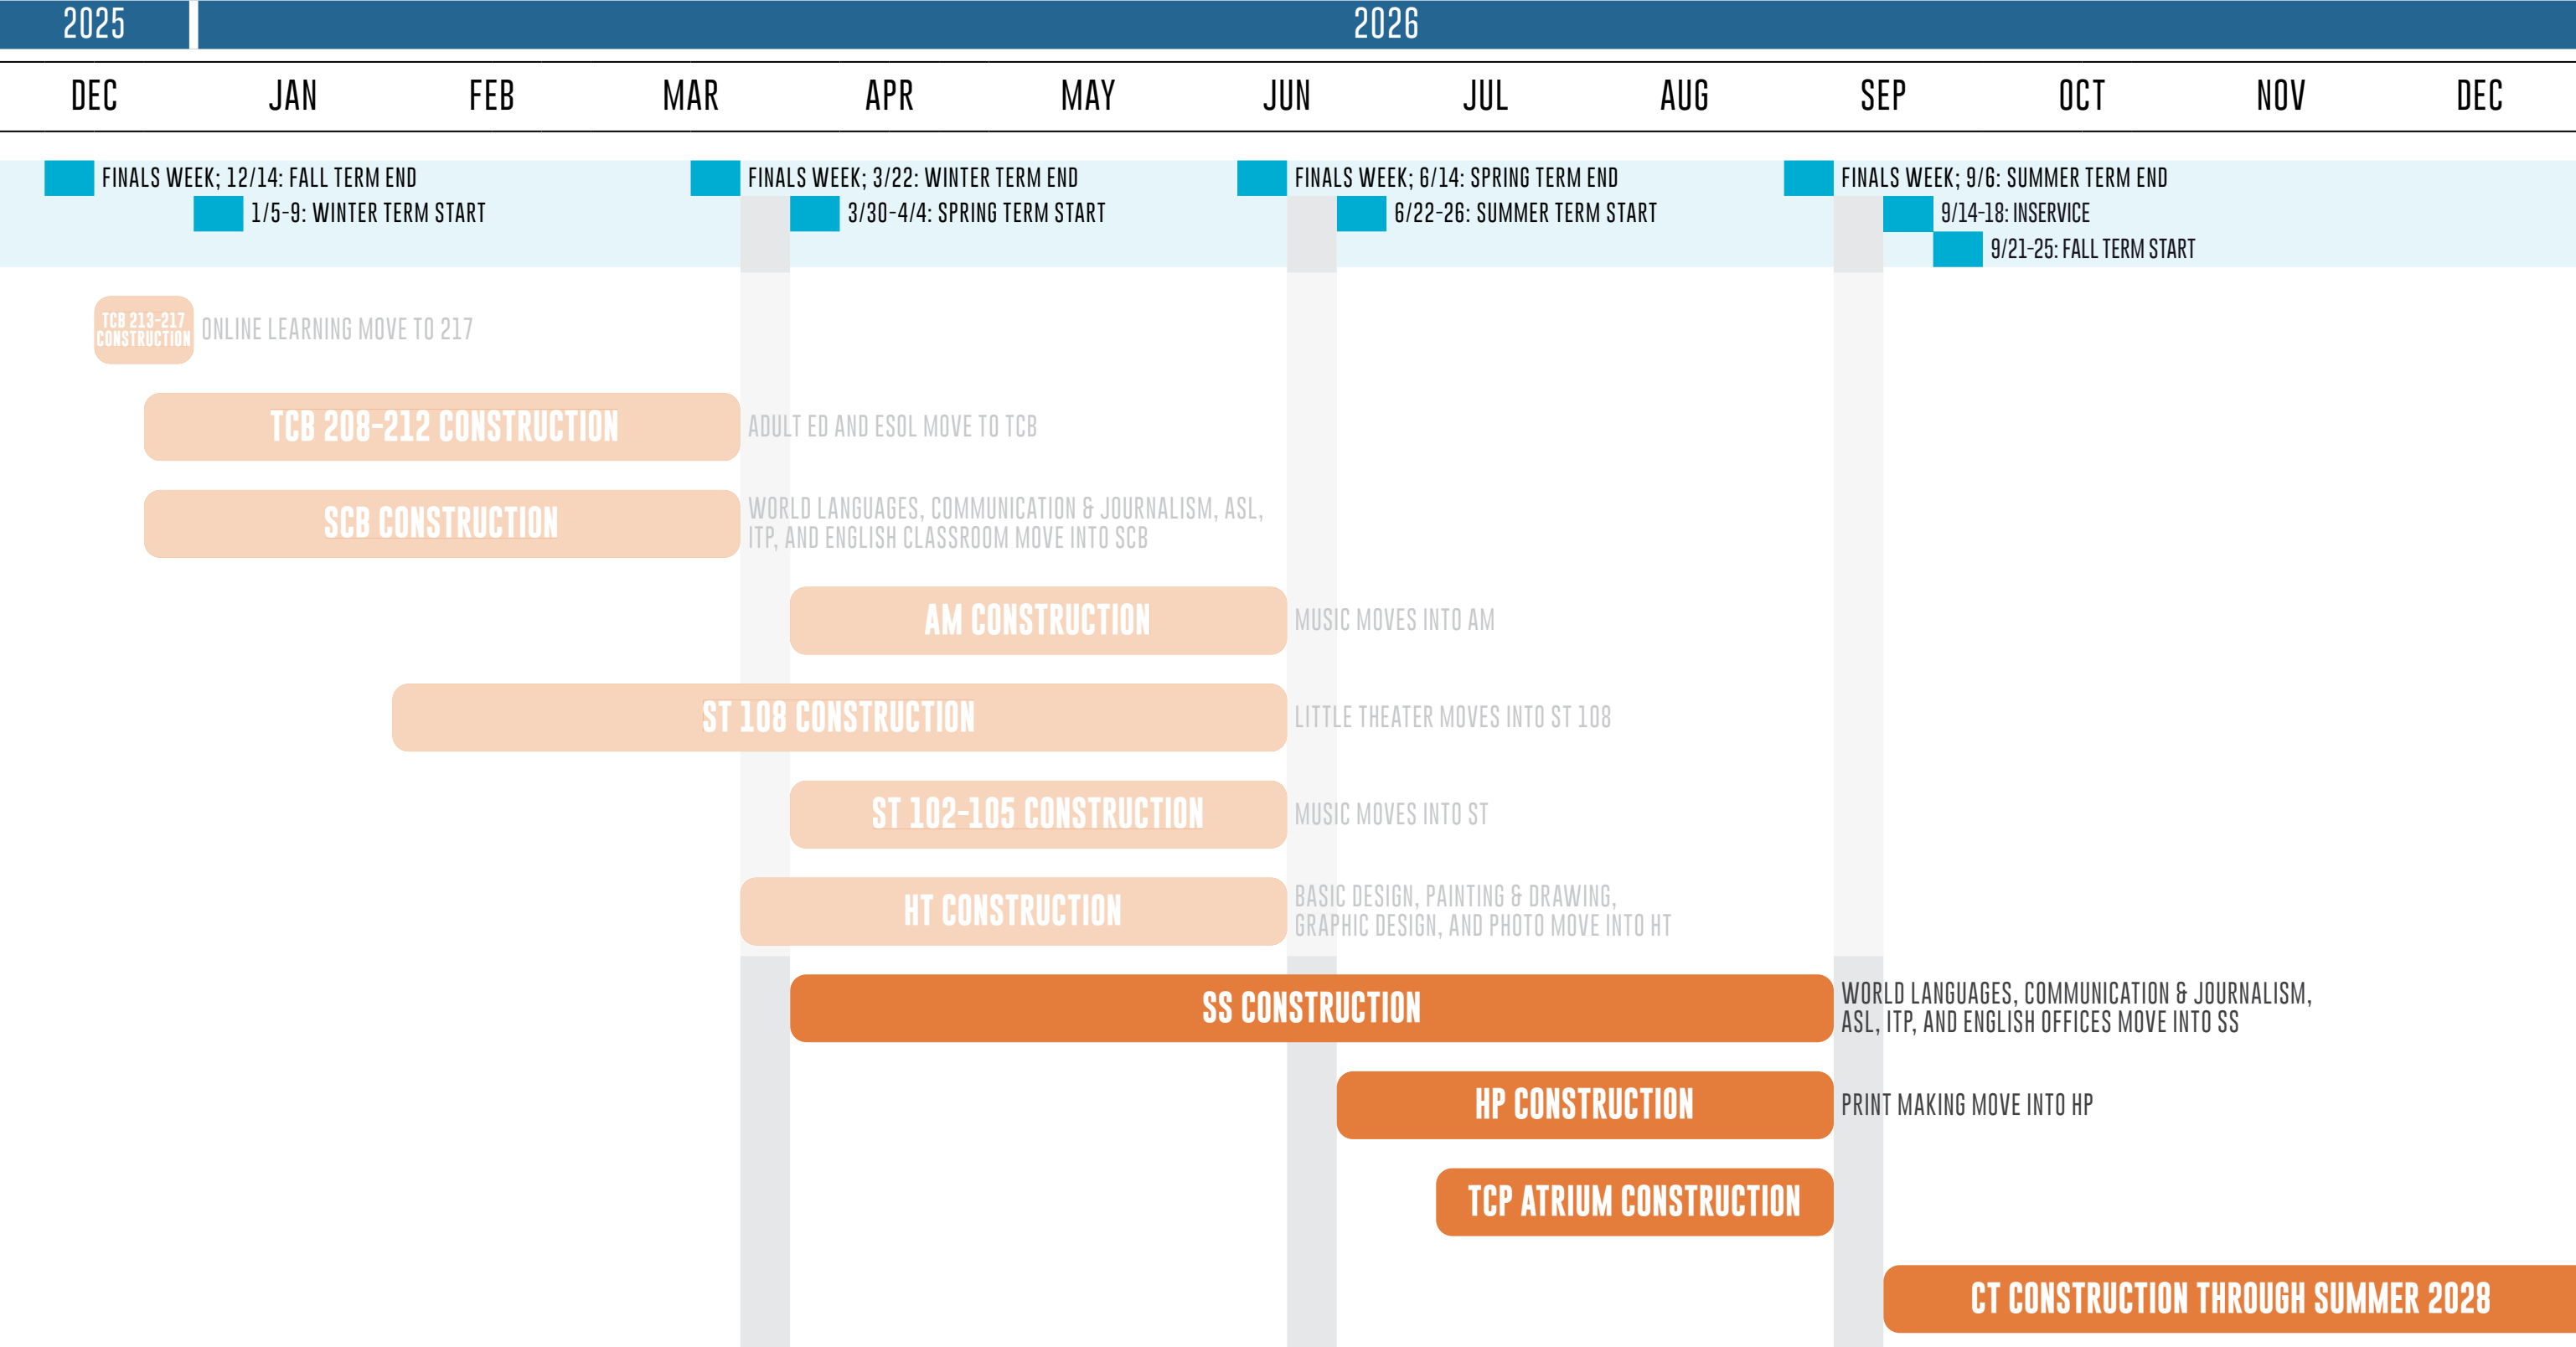 2025
2026
DEC JAN FEB MAR APR MAY JUN JUL AUG SEP OCT NOV DEC
FINALS WEEK; 12/14: FALL TERM END
FINALS WEEK; 3/22: WINTER TERM END
FINALS WEEK; 6/14: SPRING TERM END
FINALS WEEK; 9/6: SUMMER TERM END
1/5-9: WINTER TERM START
3/30-4/4: SPRING TERM START
6/22-26: SUMMER TERM START
9/14-18: INSERVICE
9/21-25: FALL TERM START
TCB 213-217
CONSTRUCTION
ONLINE LEARNING MOVE TO 217
TCB 208-212 CONSTRUCTION
ADULT ED AND ESOL MOVE TO TCB
SCB CONSTRUCTION
WORLD LANGUAGES, COMMUNICATION & JOURNALISM, ASL,
ITP, AND ENGLISH CLASSROOM MOVE INTO SCB
AM CONSTRUCTION
MUSIC MOVES INTO AM
ST 108 CONSTRUCTION
LITTLE THEATER MOVES INTO ST 108
ST 102-105 CONSTRUCTION
MUSIC MOVES INTO ST
HT CONSTRUCTION
BASIC DESIGN, PAINTING & DRAWING,
GRAPHIC DESIGN, AND PHOTO MOVE INTO HT
SS CONSTRUCTION
WORLD LANGUAGES, COMMUNICATION & JOURNALISM,
ASL, ITP, AND ENGLISH OFFICES MOVE INTO SS
HP CONSTRUCTION
PRINT MAKING MOVE INTO HP
TCP ATRIUM CONSTRUCTION
CT CONSTRUCTION THROUGH SUMMER 2028